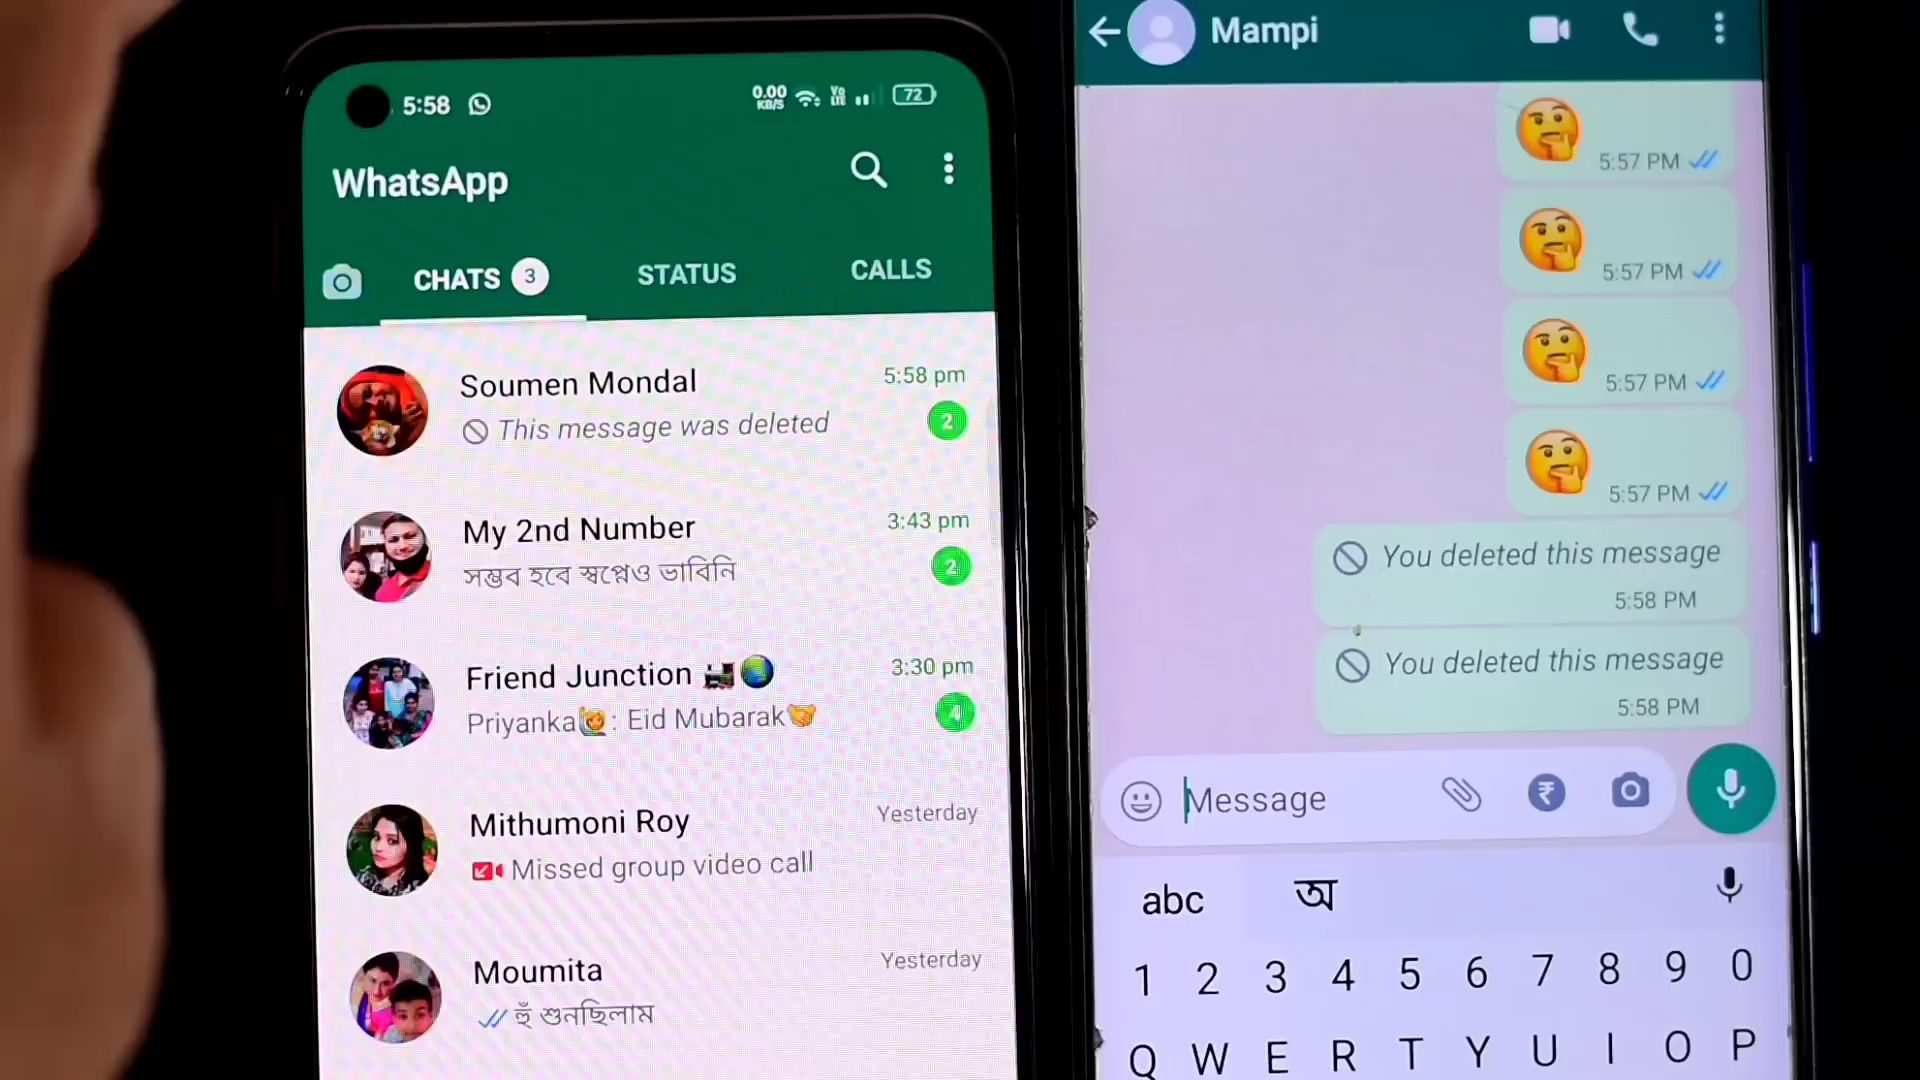 5:58
0.00
KB/S
Vo
LTE
72
WhatsApp
CHATS 3
STATUS
CALLS
Soumen Mondal
5:58 pm
This message was deleted
2
My 2nd Number
3:43 pm
সম্ভব হবে স্বপ্নেও ভাবিনি
2
Friend Junction 🚂🌍
3:30 pm
Priyanka🙋: Eid Mubarak🤝
4
Mithumoni Roy
Yesterday
Missed group video call
Moumita
Yesterday
হুঁ শুনছিলাম
Mampi
🤔 5:57 PM
🤔 5:57 PM
🤔 5:57 PM
🤔 5:57 PM
You deleted this message
5:58 PM
You deleted this message
5:58 PM
Message
₹
abc অ
1 2 3 4 5 6 7 8 9 0
Q W E R T Y U I O P